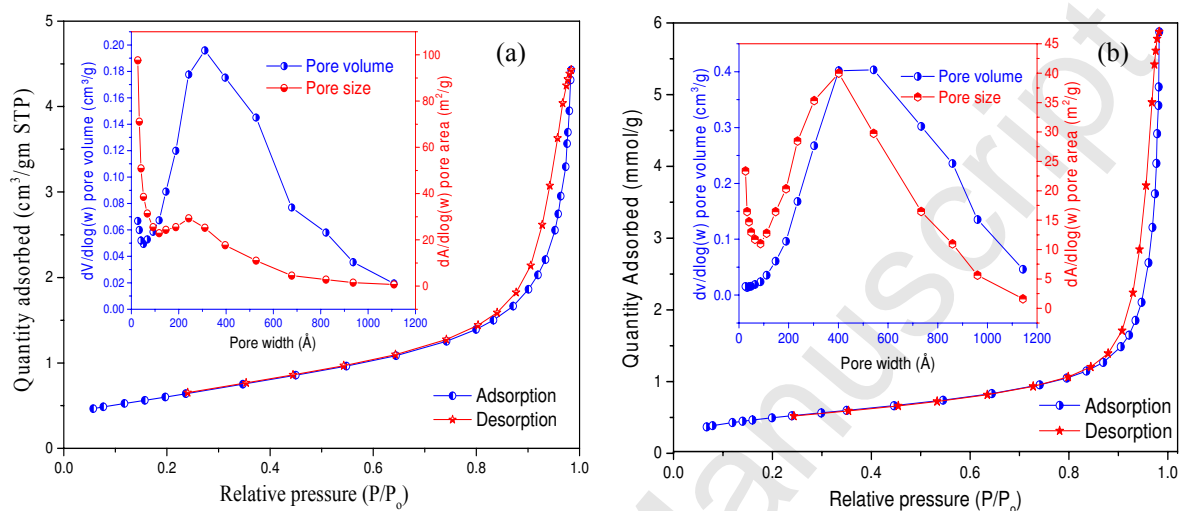 (a)
Quantity adsorbed (cm³/gm STP)
5
4
3
2
1
0
0.0 0.2 0.4 0.6 0.8 1.0
Relative pressure (P/Pₒ)
Adsorption
Desorption
dV/dlog(w) pore volume (cm³/g)
0.20
0.18
0.16
0.14
0.12
0.10
0.08
0.06
0.04
0.02
0.00
Pore volume
Pore size
100
80
60
40
20
0
dA/dlog(w) pore area (m²/g)
0 200 400 600 800 1000 1200
Pore width (Å)
(b)
Quantity Adsorbed (mmol/g)
6
5
4
3
2
1
0
0.0 0.2 0.4 0.6 0.8 1.0
Relative pressure (P/Pₒ)
Adsorption
Desorption
dv/dlog(w) pore volume (cm³/g)
0.4
0.3
0.2
0.1
0.0
Pore volume
Pore size
45
40
35
30
25
20
15
10
5
0
dA/dlog(w) pore area (m²/g)
0 200 400 600 800 1000 1200
Pore width (Å)
anuscript